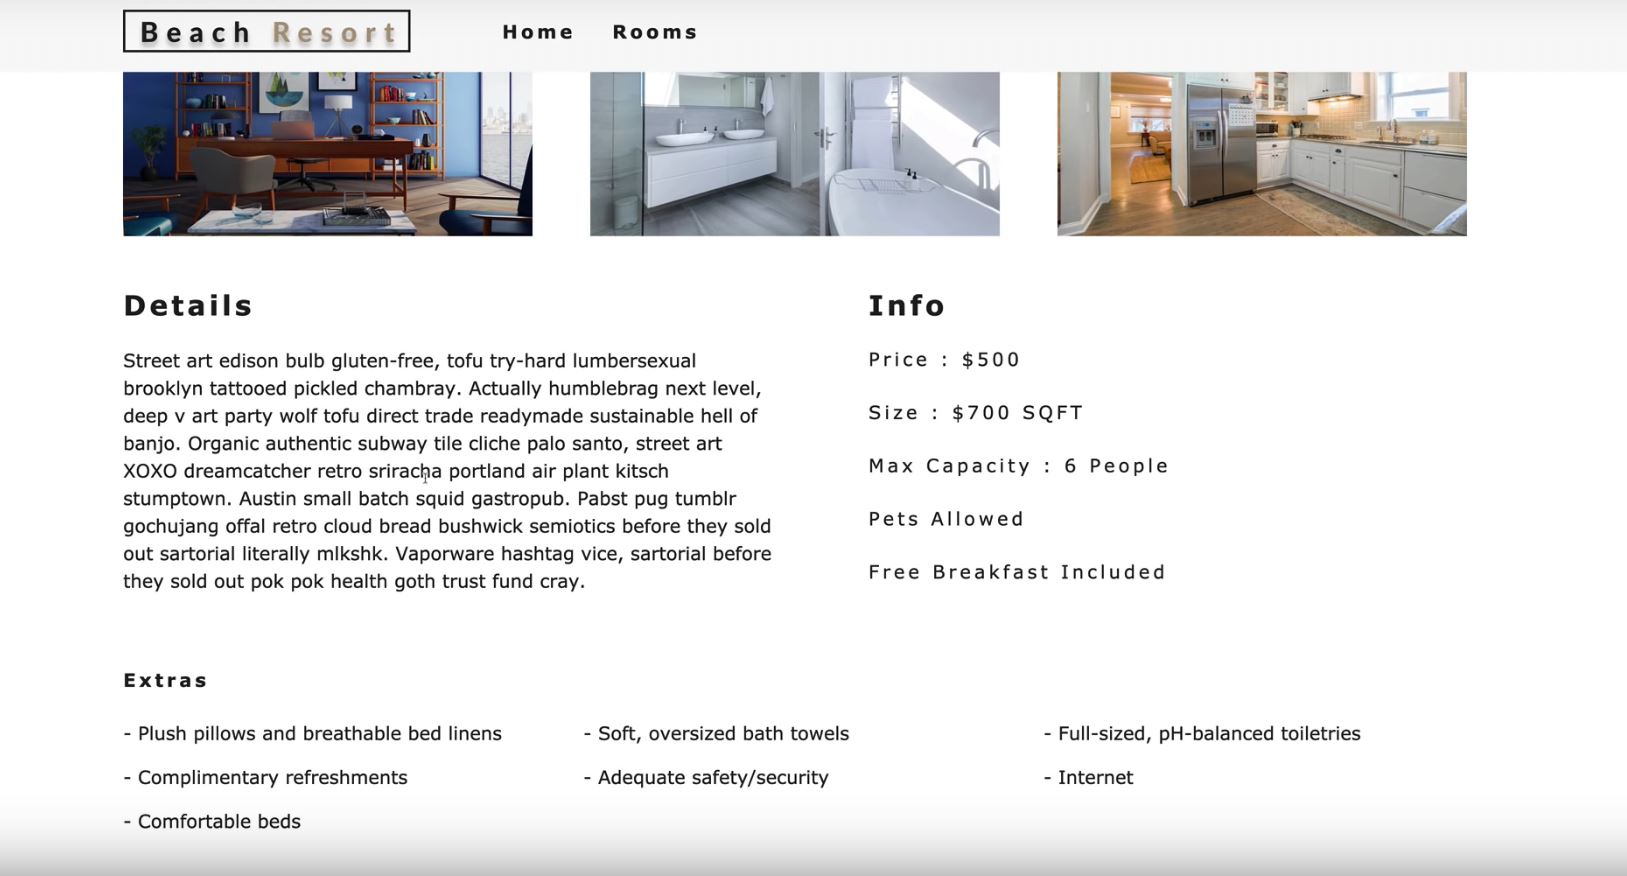 Beach Resort
Home Rooms
Details
Street art edison bulb gluten-free, tofu try-hard lumbersexual
brooklyn tattooed pickled chambray. Actually humblebrag next level,
deep v art party wolf tofu direct trade readymade sustainable hell of
banjo. Organic authentic subway tile cliche palo santo, street art
XOXO dreamcatcher retro sriracha portland air plant kitsch
stumptown. Austin small batch squid gastropub. Pabst pug tumblr
gochujang offal retro cloud bread bushwick semiotics before they sold
out sartorial literally mlkshk. Vaporware hashtag vice, sartorial before
they sold out pok pok health goth trust fund cray.
Info
Price : $500
Size : $700 SQFT
Max Capacity : 6 People
Pets Allowed
Free Breakfast Included
Extras
- Plush pillows and breathable bed linens
- Soft, oversized bath towels
- Full-sized, pH-balanced toiletries
- Complimentary refreshments
- Adequate safety/security
- Internet
- Comfortable beds